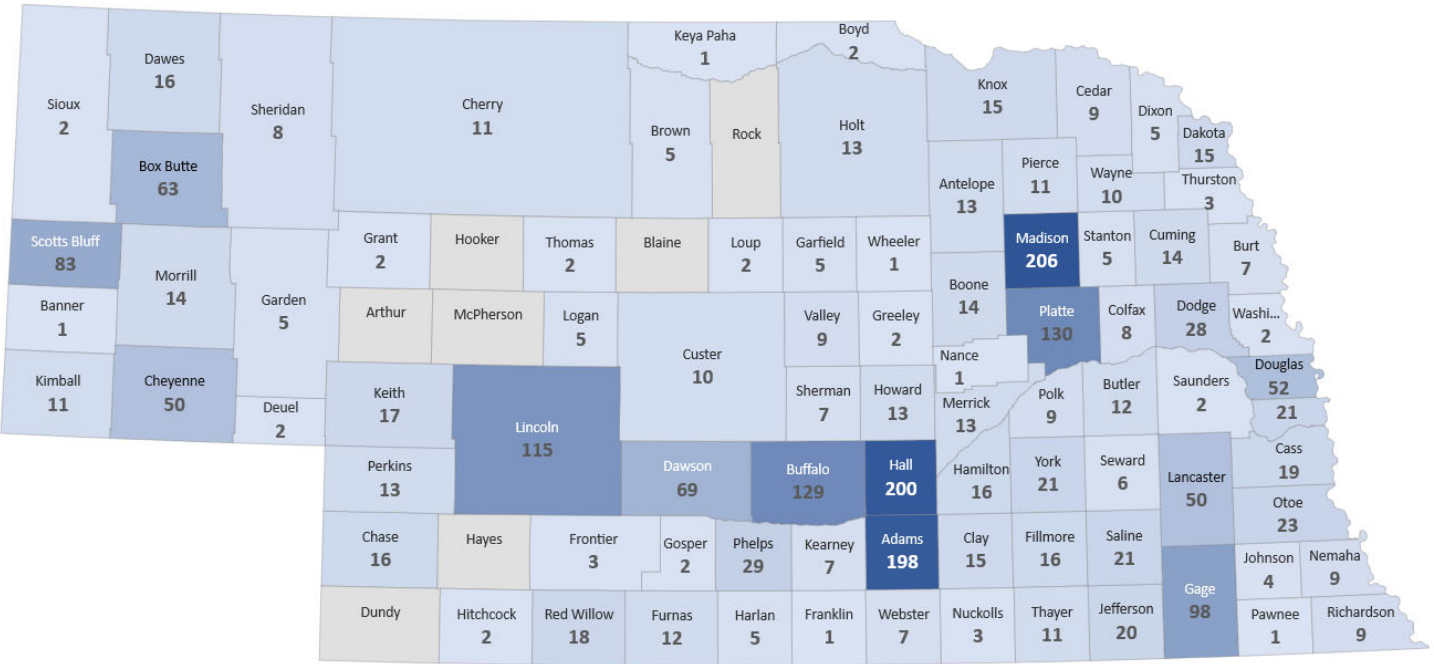 Sioux
2
Dawes
16
Sheridan
8
Cherry
11
Keya Paha
1
Boyd
2
Box Butte
63
Brown
5
Rock
Holt
13
Knox
15
Cedar
9
Dixon
5
Dakota
15
Antelope
13
Pierce
11
Wayne
10
Thurston
3
Scotts Bluff
83
Morrill
14
Garden
5
Grant
2
Hooker
Thomas
2
Blaine
Loup
2
Garfield
5
Wheeler
1
Madison
206
Stanton
5
Cuming
14
Burt
7
Banner
1
Arthur
McPherson
Logan
5
Custer
10
Valley
9
Greeley
2
Boone
14
Platte
130
Colfax
8
Dodge
28
Washi...
2
Kimball
11
Cheyenne
50
Deuel
2
Keith
17
Lincoln
115
Sherman
7
Howard
13
Nance
1
Merrick
13
Polk
9
Butler
12
Saunders
2
Douglas
52
21
Perkins
13
Dawson
69
Buffalo
129
Hall
200
Hamilton
16
York
21
Seward
6
Lancaster
50
Cass
19
Otoe
23
Chase
16
Hayes
Frontier
3
Gosper
2
Phelps
29
Kearney
7
Adams
198
Clay
15
Fillmore
16
Saline
21
Gage
98
Johnson
4
Nemaha
9
Dundy
Hitchcock
2
Red Willow
18
Furnas
12
Harlan
5
Franklin
1
Webster
7
Nuckolls
3
Thayer
11
Jefferson
20
Pawnee
1
Richardson
9